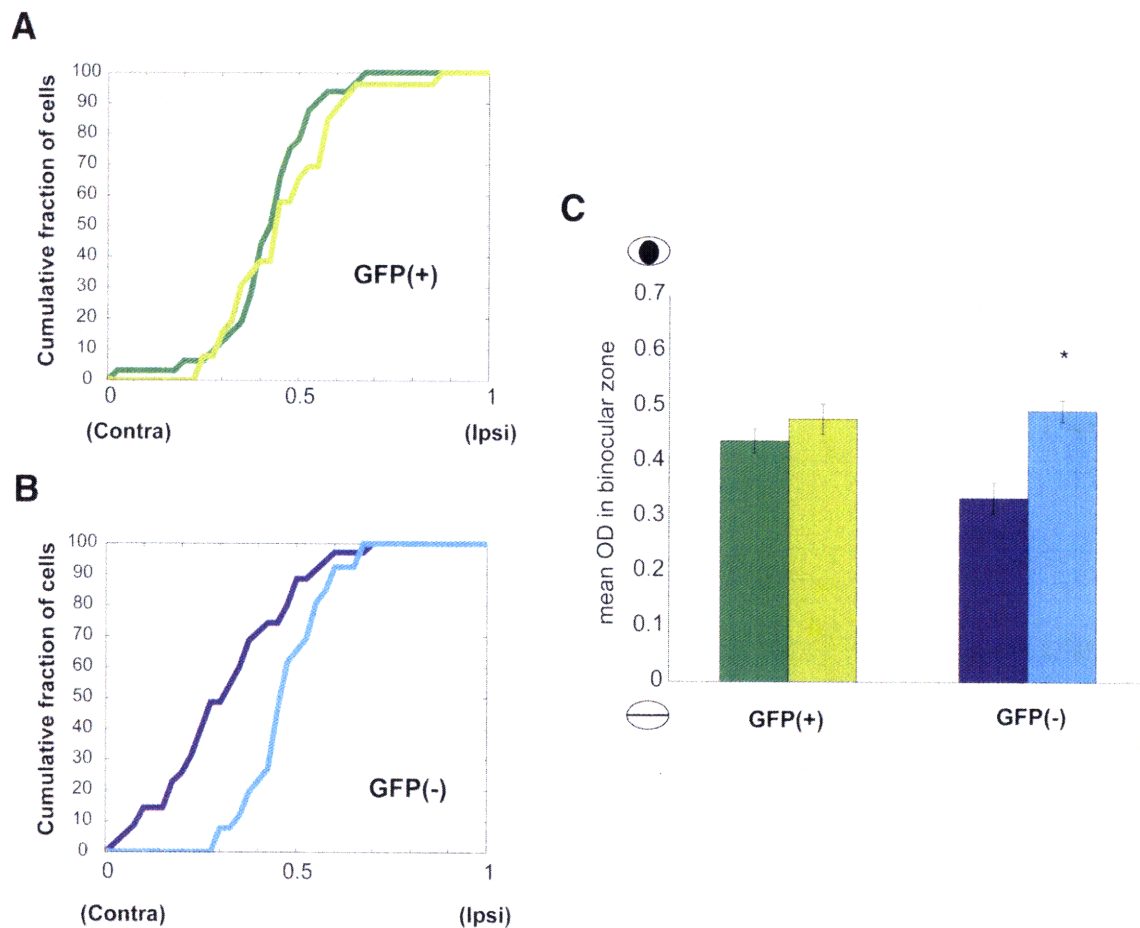 A
Cumulative fraction of cells
100
90
80
70
60
50
40
30
20
10
0
GFP(+)
0 0.5 1
(Contra) (Ipsi)
B
Cumulative fraction of cells
100
90
80
70
60
50
40
30
20
10
0
GFP(-)
0 0.5 1
(Contra) (Ipsi)
C
mean OD in binocular zone
0.7
0.6
0.5
0.4
0.3
0.2
0.1
0
*
GFP(+) GFP(-)